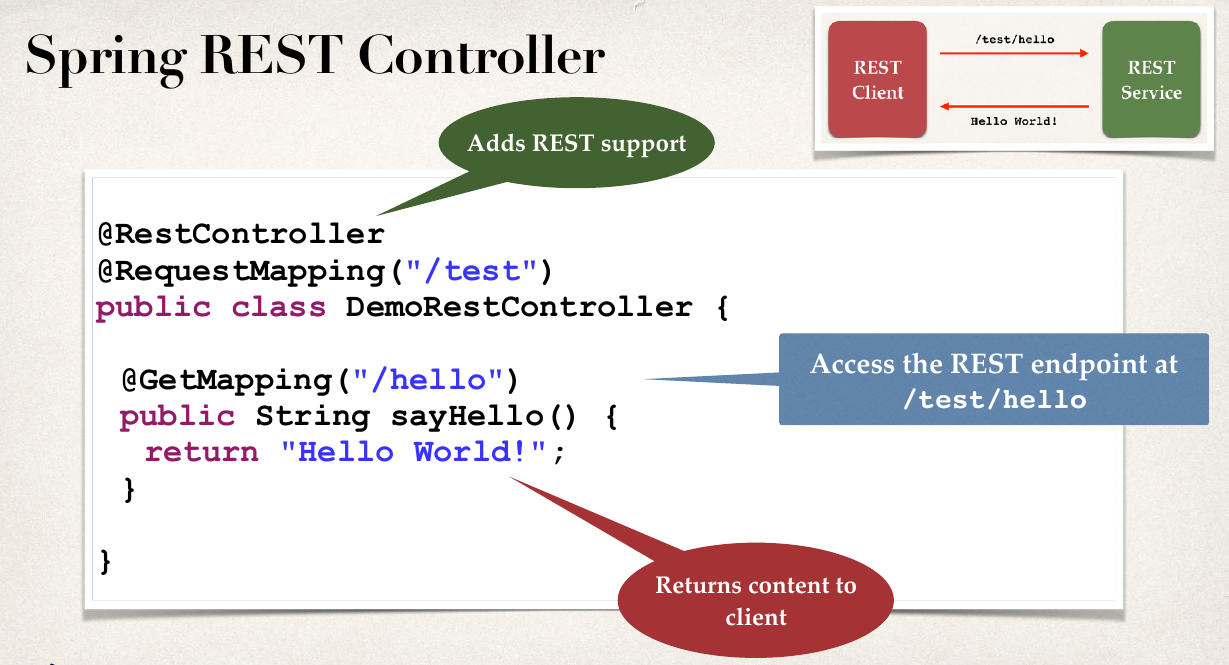 Spring REST Controller
REST
Client
/test/hello
Hello World!
REST
Service
Adds REST support
@RestController
@RequestMapping("/test")
public class DemoRestController {
@GetMapping("/hello")
public String sayHello() {
return "Hello World!";
}
}
Access the REST endpoint at
/test/hello
Returns content to
client